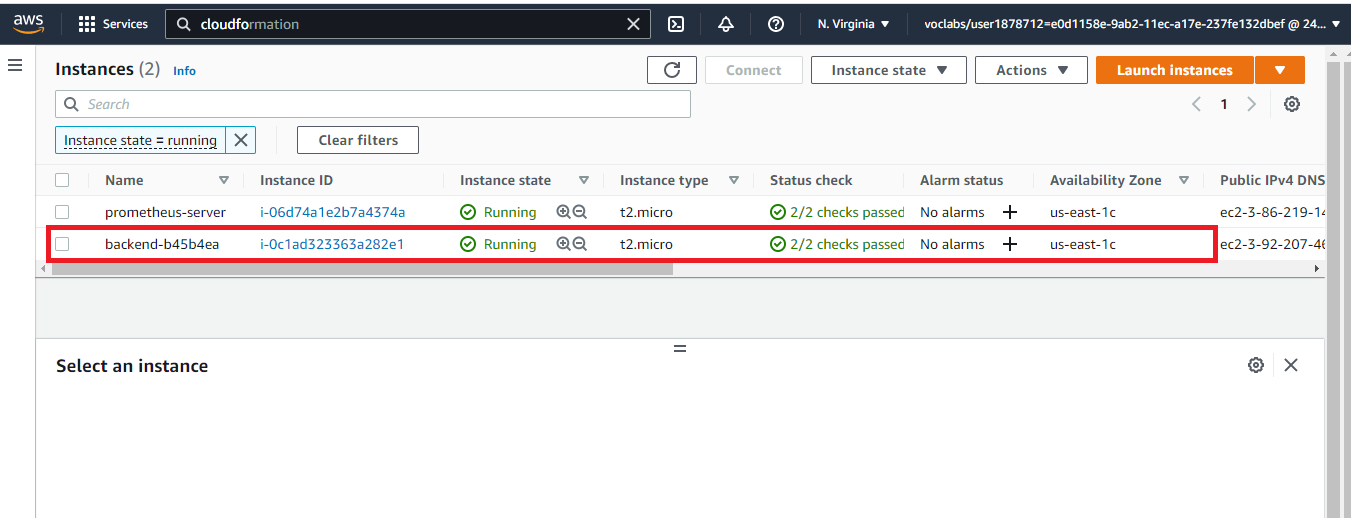 aws Services cloudformation N. Virginia voclabs/user1878712=e0d1158e-9ab2-11ec-a17e-237fe132dbef @ 24...
Instances (2) Info Connect Instance state Actions Launch instances
Search 1
Instance state = running Clear filters
Name Instance ID Instance state Instance type Status check Alarm status Availability Zone Public IPv4 DNS
prometheus-server i-06d74a1e2b7a4374a Running t2.micro 2/2 checks passed No alarms + us-east-1c ec2-3-86-219-14
backend-b45b4ea i-0c1ad323363a282e1 Running t2.micro 2/2 checks passed No alarms + us-east-1c ec2-3-92-207-46
Select an instance